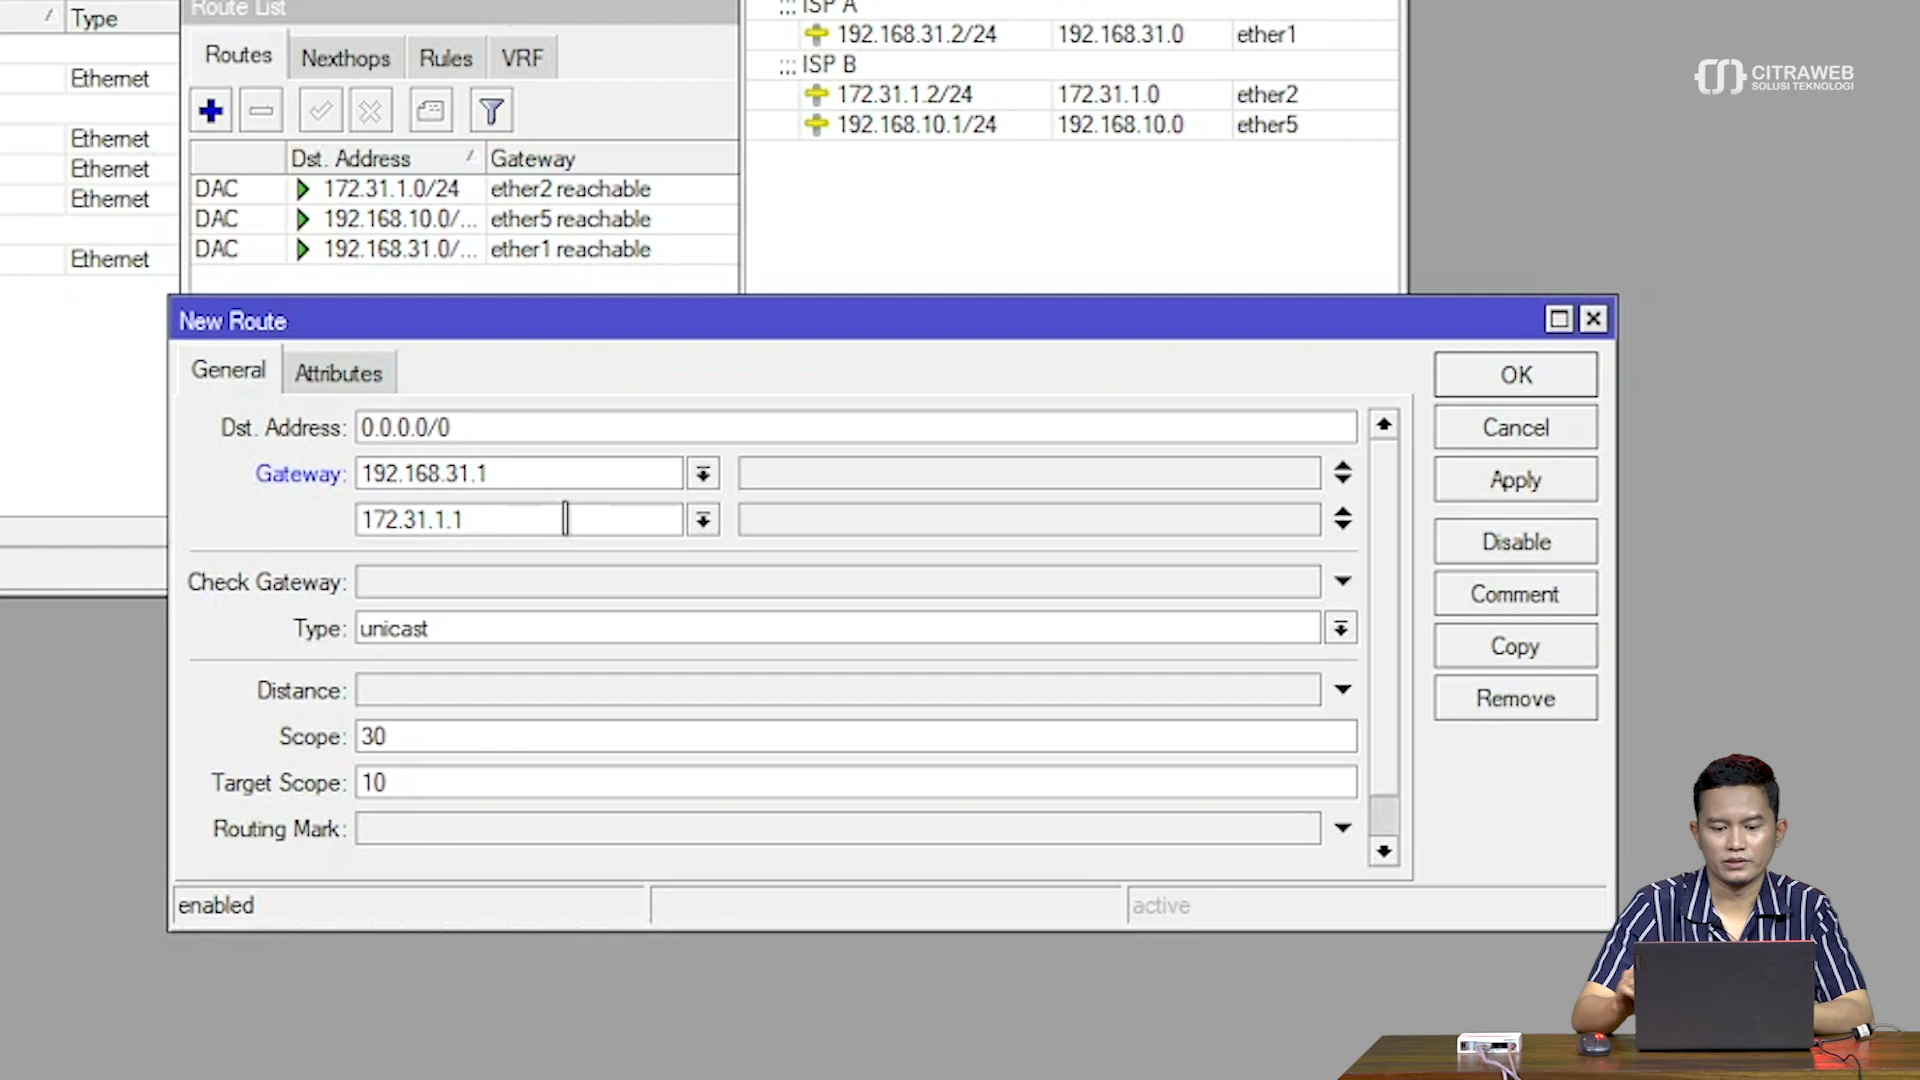 Type
Ethernet
Ethernet
Ethernet
Ethernet
Ethernet
Route List
Routes Nexthops Rules VRF
Dst. Address Gateway
DAC 172.31.1.0/24 ether2 reachable
DAC 192.168.10.0/... ether5 reachable
DAC 192.168.31.0/... ether1 reachable
;;; ISP A
192.168.31.2/24 192.168.31.0 ether1
;;; ISP B
172.31.1.2/24 172.31.1.0 ether2
192.168.10.1/24 192.168.10.0 ether5
CITRAWEB
SOLUSI TEKNOLOGI
New Route
General Attributes
Dst. Address: 0.0.0.0/0
Gateway: 192.168.31.1
172.31.1.1
Check Gateway:
Type: unicast
Distance:
Scope: 30
Target Scope: 10
Routing Mark:
OK
Cancel
Apply
Disable
Comment
Copy
Remove
enabled active